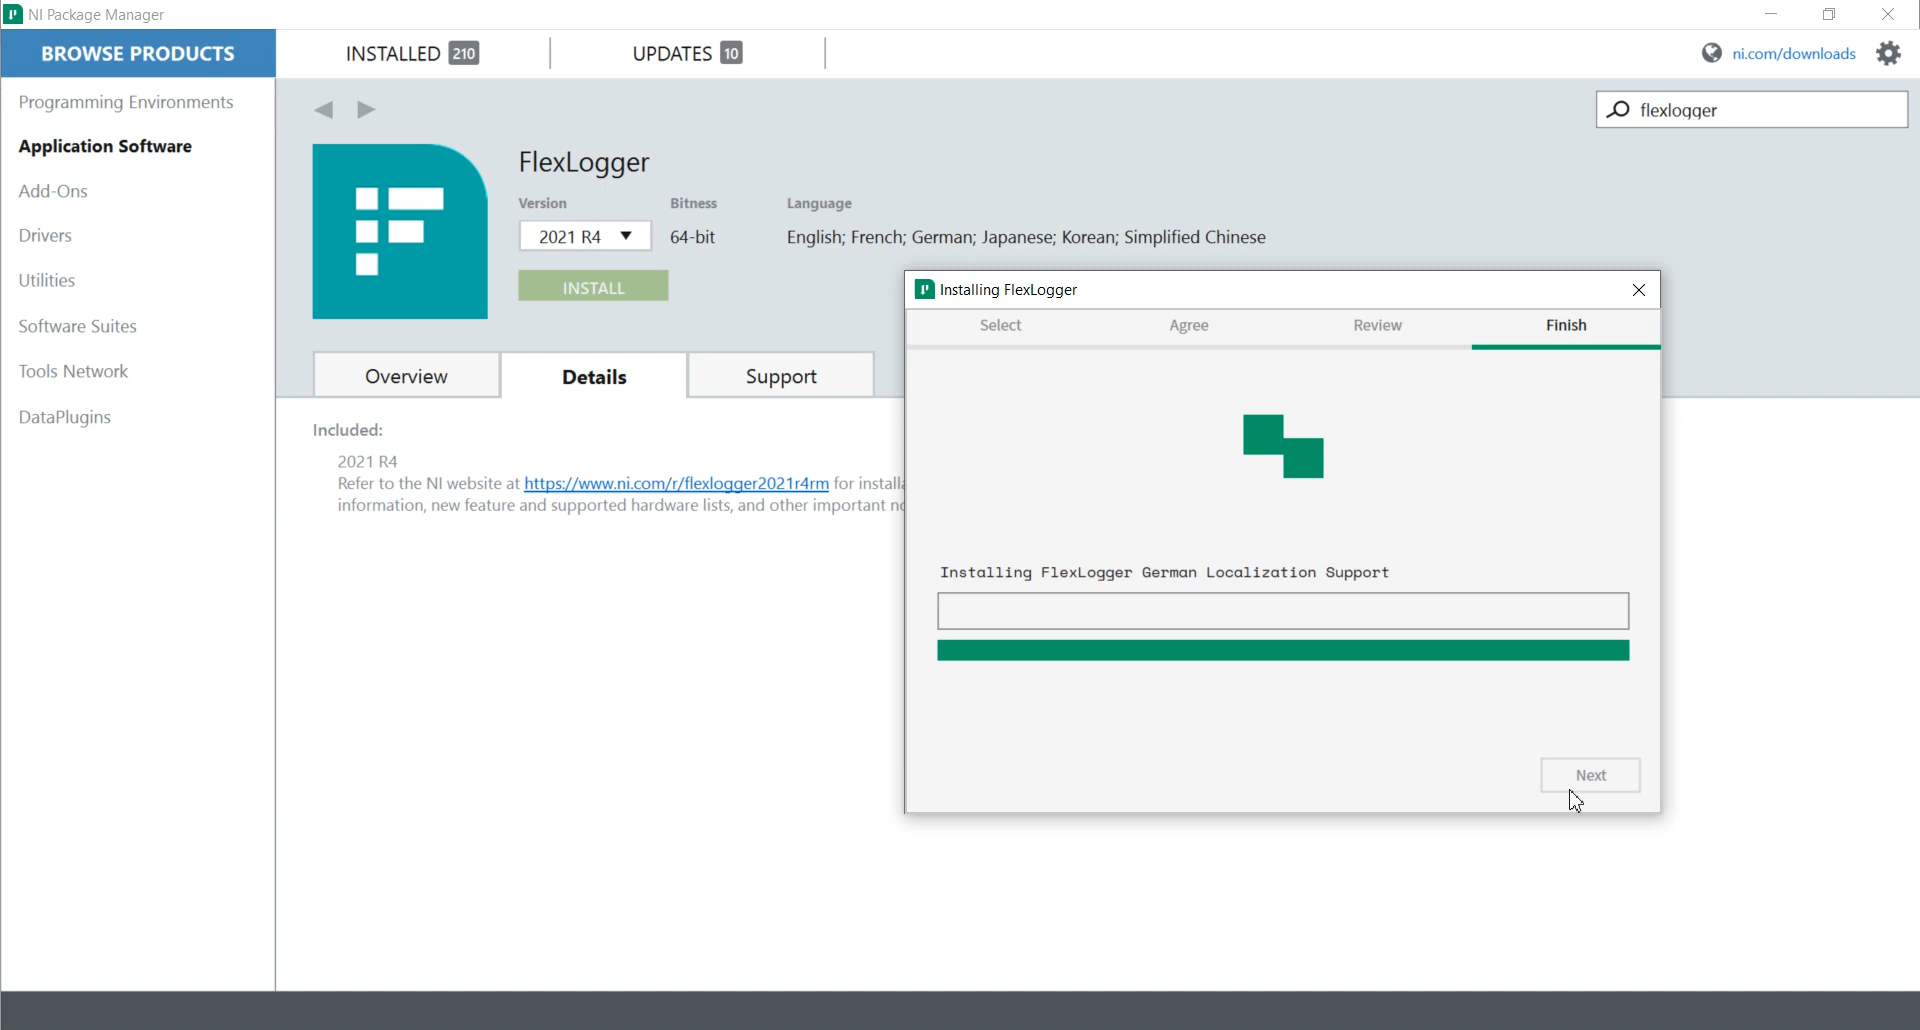 NI Package Manager
BROWSE PRODUCTS
INSTALLED 210
UPDATES 10
ni.com/downloads
Programming Environments
Application Software
Add-Ons
Drivers
Utilities
Software Suites
Tools Network
DataPlugins
flexlogger
FlexLogger
Version Bitness Language
2021 R4 64-bit English; French; German; Japanese; Korean; Simplified Chinese
INSTALL
Overview Details Support
Included:
2021 R4
Refer to the NI website at https://www.ni.com/r/flexlogger2021r4rm for
information, new feature and supported hardware lists, and other important
Installing FlexLogger
Select Agree Review Finish
Installing FlexLogger German Localization Support
Next